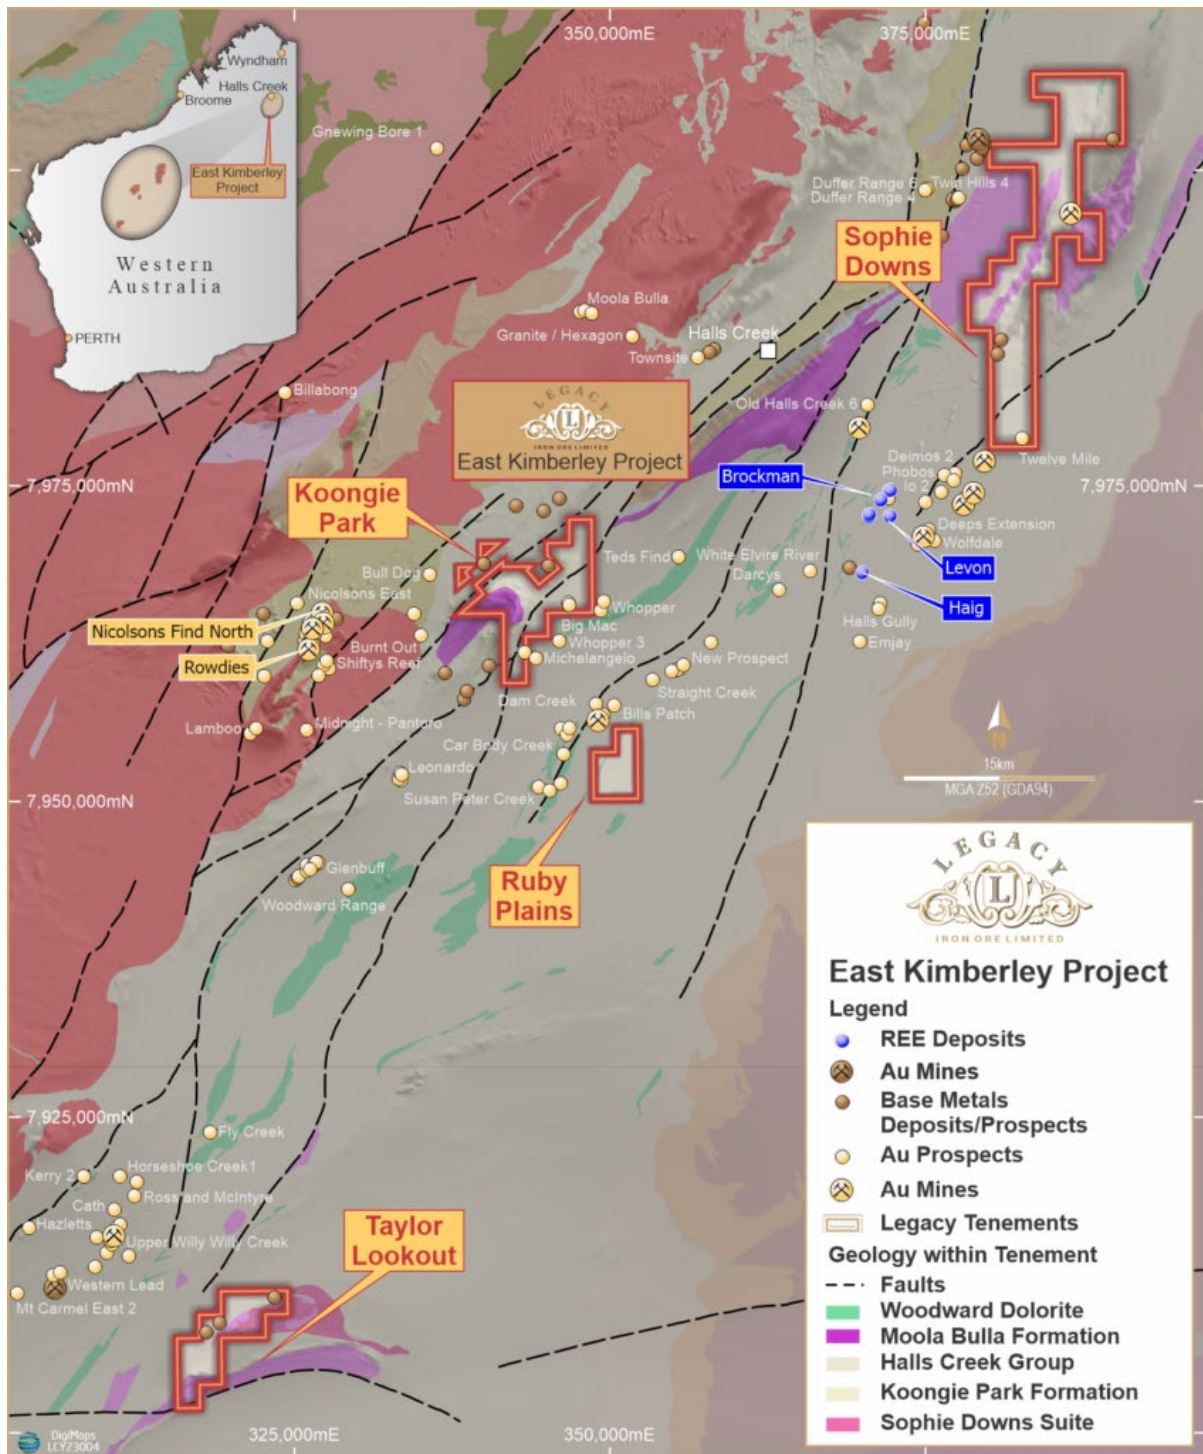 350,000mE
375,000mE
Wyndham
Halls Creek
Broome
East Kimberley
Project
Western
Australia
PERTH
Gnewing Bore 1
Duffer Range 6
Twin Hills 4
Duffer Range 4
Sophie
Downs
Moola Bulla
Granite / Hexagon
Halls Creek
Townsite
Billabong
LEGACY
L
IRON ORE LIMITED
East Kimberley Project
Old Halls Creek 6
Deimos 2
Phobos
Io 2
Twelve Mile
Brockman
7,975,000mN
7,975,000mN
Koongie
Park
Deeps Extension
Wolfdale
Levon
Teds Find
White Elvire River
Darcys
Haig
Bull Dog
Nicolsons East
Nicolsons Find North
Rowdies
Burnt Out
Shiftys Reef
Whopper
Big Mac
Whopper 3
Michelangelo
Halls Gully
Emjay
New Prospect
Straight Creek
Dam Creek
Bills Patch
Lamboo
Midnight - Pantoro
Car Body Creek
Leonardo
Susan Peter Creek
N
15km
MGA Z52 (GDA94)
7,950,000mN
Ruby
Plains
Glenbuff
Woodward Range
LEGACY
L
IRON ORE LIMITED
East Kimberley Project
Legend
REE Deposits
Au Mines
Base Metals
Deposits/Prospects
Au Prospects
Au Mines
Legacy Tenements
Geology within Tenement
Faults
Woodward Dolorite
Moola Bulla Formation
Halls Creek Group
Koongie Park Formation
Sophie Downs Suite
7,925,000mN
Fly Creek
Kerry 2
Horseshoe Creek1
Ross and McIntyre
Cath
Hazletts
Upper Willy Willy Creek
Western Lead
Mt Carmel East 2
Taylor
Lookout
325,000mE
350,000mE
DigiMaps
LCY23004